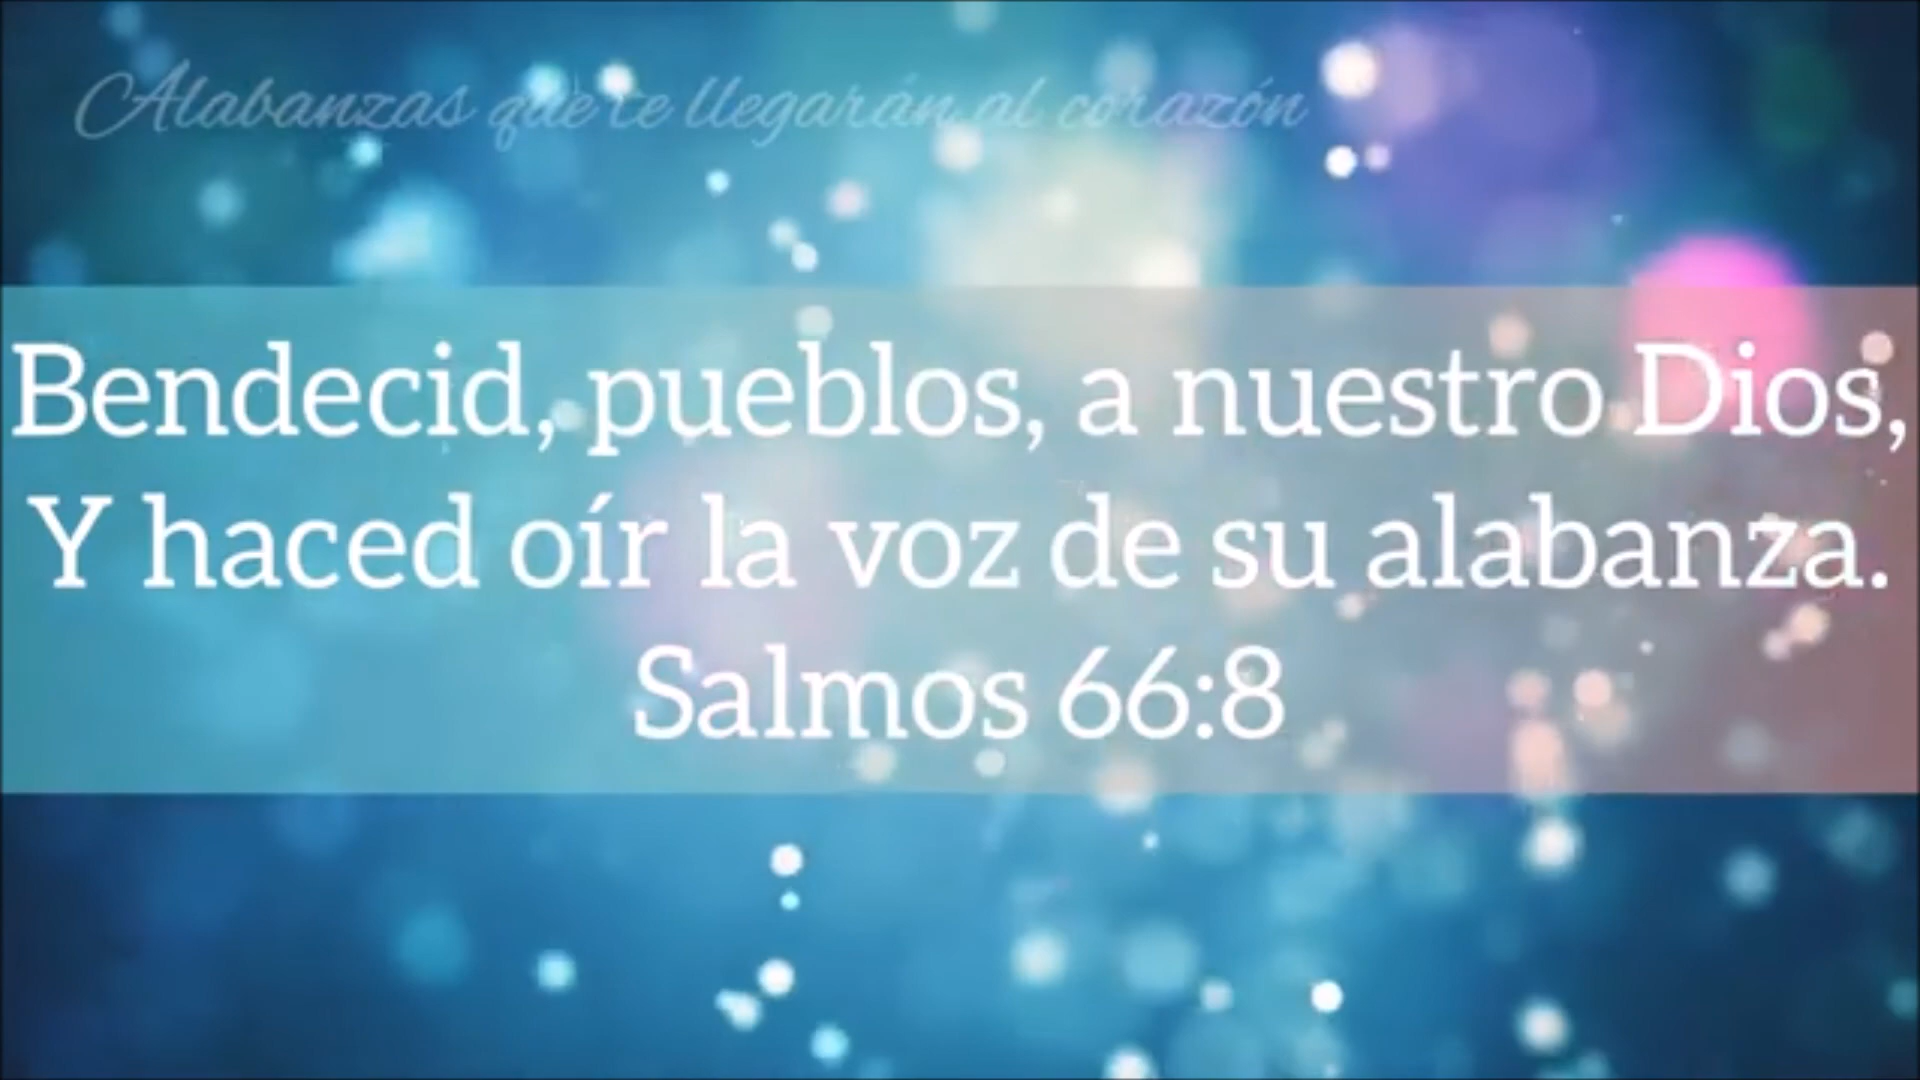 Alabanzas que te llegarán al corazón
Bendecid, pueblos, a nuestro Dios,
Y haced oír la voz de su alabanza.
Salmos 66:8